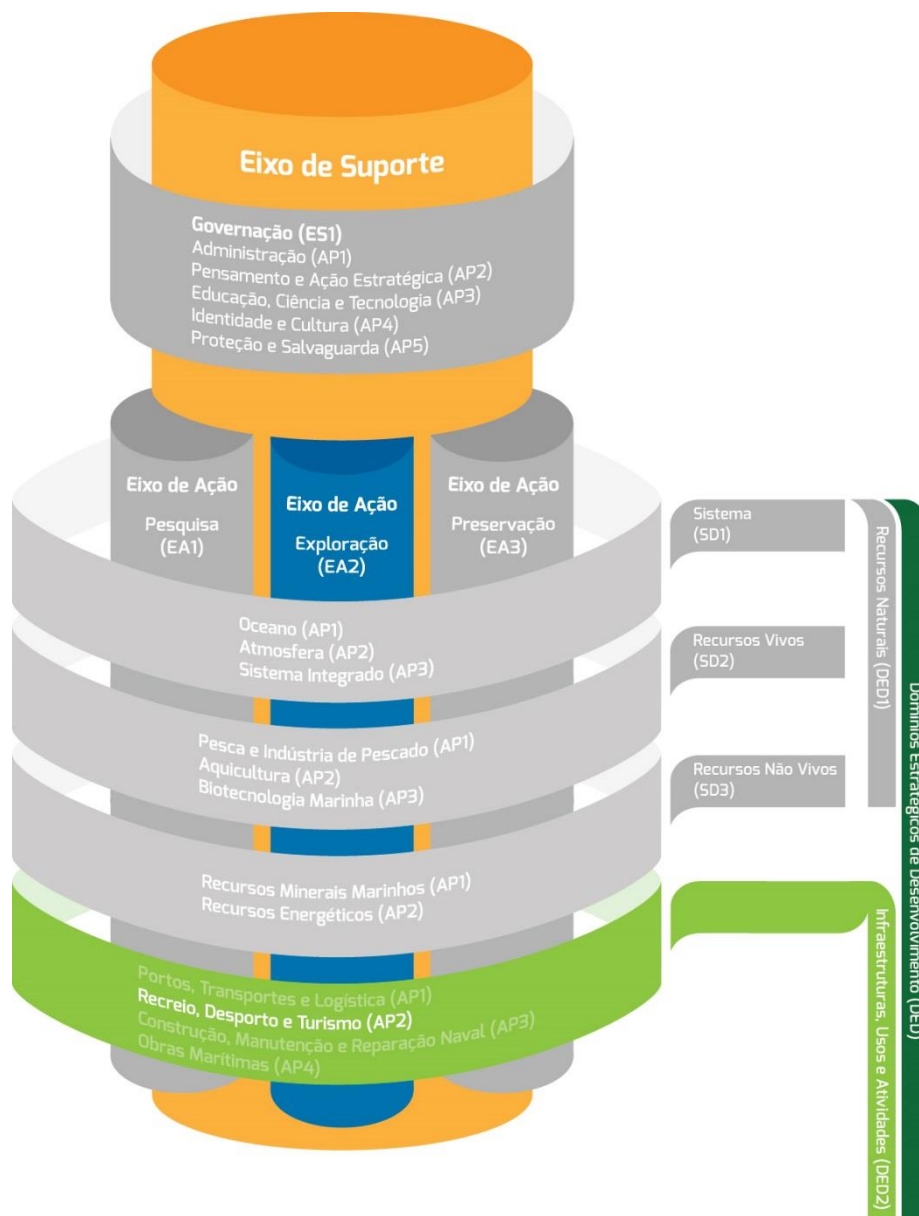 Eixo de Suporte
Governação (ES1)
Administração (AP1)
Pensamento e Ação Estratégica (AP2)
Educação, Ciência e Tecnologia (AP3)
Identidade e Cultura (AP4)
Proteção e Salvaguarda (AP5)
Eixo de Ação
Pesquisa
(EA1)
Eixo de Ação
Exploração
(EA2)
Eixo de Ação
Preservação
(EA3)
Oceano (AP1)
Atmosfera (AP2)
Sistema Integrado (AP3)
Pesca e Indústria de Pescado (AP1)
Aquicultura (AP2)
Biotecnologia Marinha (AP3)
Recursos Minerais Marinhos (AP1)
Recursos Energéticos (AP2)
Portos, Transportes e Logística (AP1)
Recreio, Desporto e Turismo (AP2)
Construção, Manutenção e Reparação Naval (AP3)
Obras Marítimas (AP4)
Sistema
(SD1)
Recursos Vivos
(SD2)
Recursos Não Vivos
(SD3)
Recursos Naturais (DED1)
Infraestruturas, Usos e Atividades (DED2)
Domínios Estratégicos de Desenvolvimento (DED)